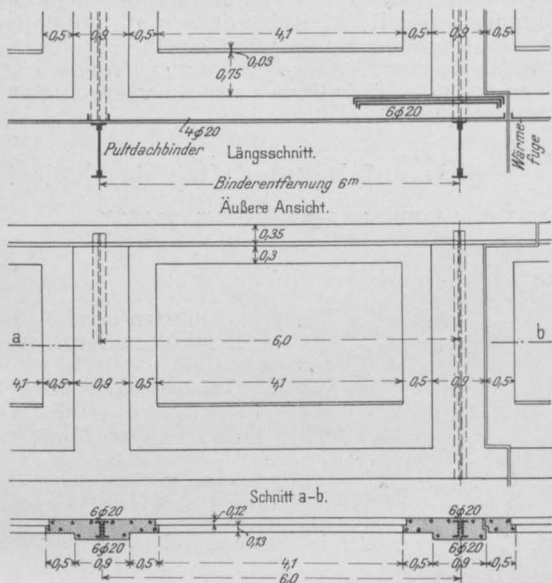 0,5 0,9 0,5 4,1 0,5 0,9 0,5
0,03
0,75
6φ20
4φ20
Pultdachbinder
Längsschnitt.
Wärme-
fuge
Binderentfernung 6m
Äußere Ansicht.
0,35
0,3
a
b
6,0
4,1 0,5 0,9 0,5 4,1 0,5 0,9 0,5
Schnitt a-b.
6φ20 0,12 6φ20
0,13
6φ20 6φ20
0,5 0,9 0,5 4,1 0,5 0,9 0,5
6,0